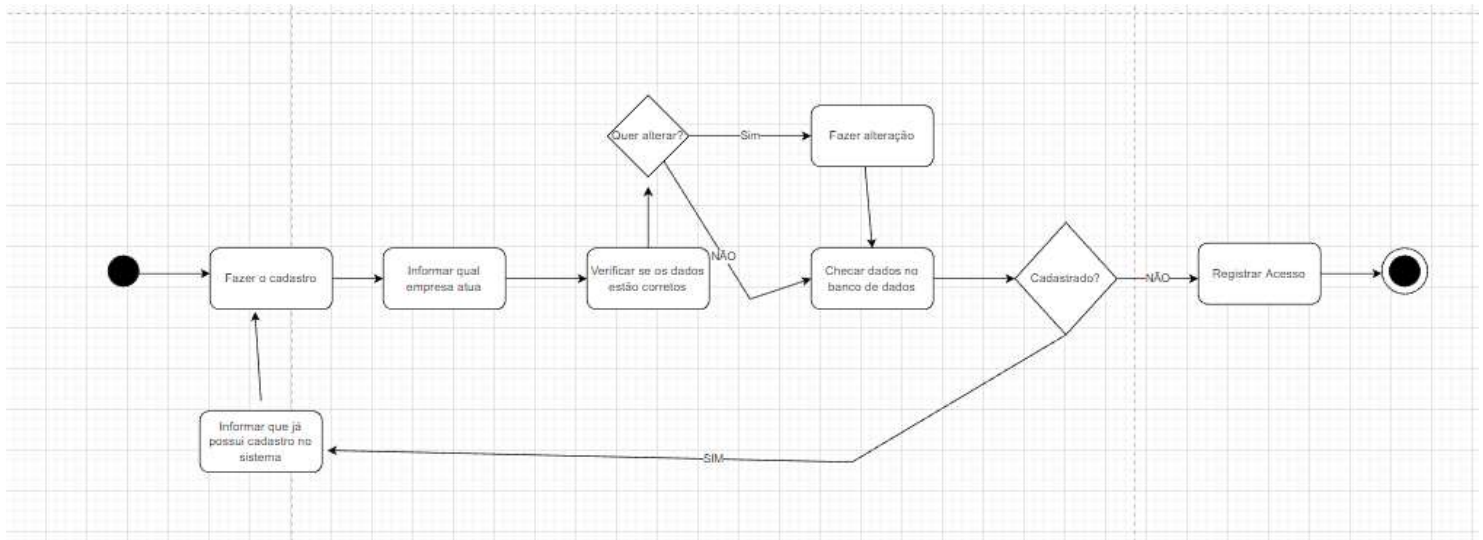 Quer alterar?
Sim
Fazer alteração
Fazer o cadastro
Informar qual
empresa atua
Verificar se os dados
estão corretos
NÃO
Checar dados no
banco de dados
Cadastrado?
NÃO
Registrar Acesso
Informar que já
possui cadastro no
sistema
SIM